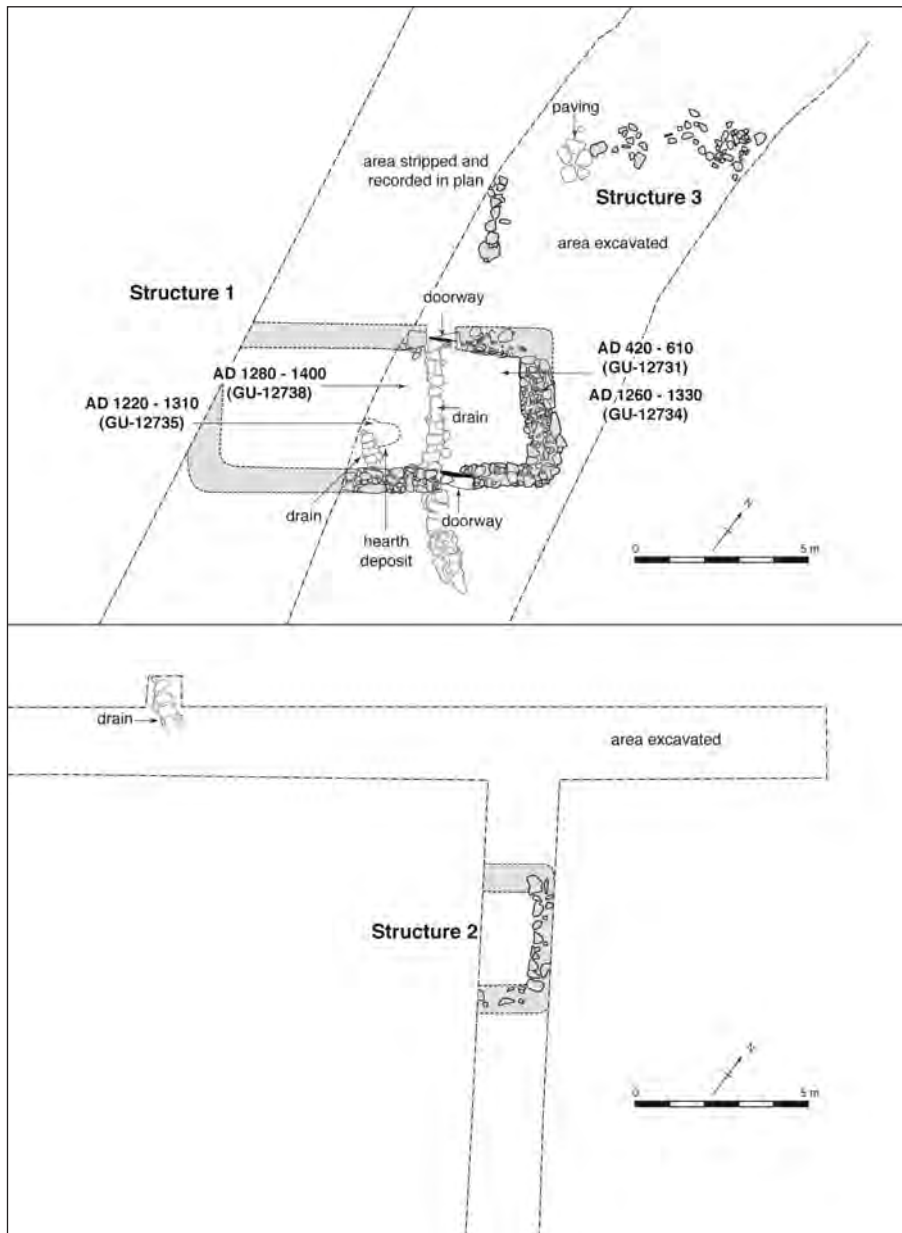 paving
area stripped and
recorded in plan
Structure 3
area excavated
Structure 1
doorway
AD 420 - 610
(GU-12731)
AD 1280 - 1400
(GU-12738)
AD 1260 - 1330
(GU-12734)
AD 1220 - 1310
(GU-12735)
drain
drain
hearth
deposit
doorway
N
0 5 m
drain
area excavated
Structure 2
N
0 5 m